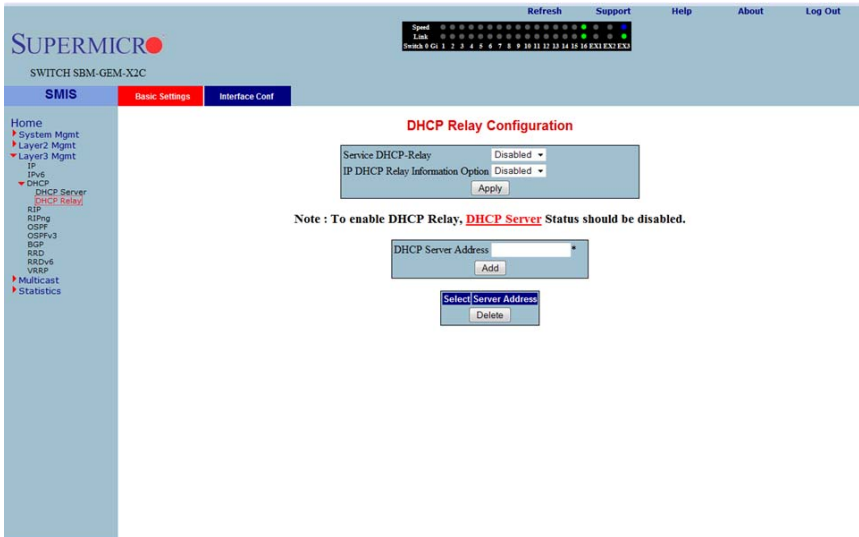 Refresh Support Help About Log Out
SUPERMICRO
SWITCH SBM-GEM-X2C
Speed
Link
Switch 0 Gi 1 2 3 4 5 6 7 8 9 10 11 12 13 14 15 16 EX1 EX2 EX3
SMIS
Basic Settings
Interface Conf
Home
System Mgmt
Layer2 Mgmt
Layer3 Mgmt
IP
IPv6
DHCP
DHCP Server
DHCP Relay
RIP
RIPng
OSPF
OSPFv3
BGP
RRD
RRDv6
VRRP
Multicast
Statistics
DHCP Relay Configuration
Service DHCP-Relay Disabled
IP DHCP Relay Information Option Disabled
Apply
Note : To enable DHCP Relay, DHCP Server Status should be disabled.
DHCP Server Address *
Add
Select Server Address
Delete